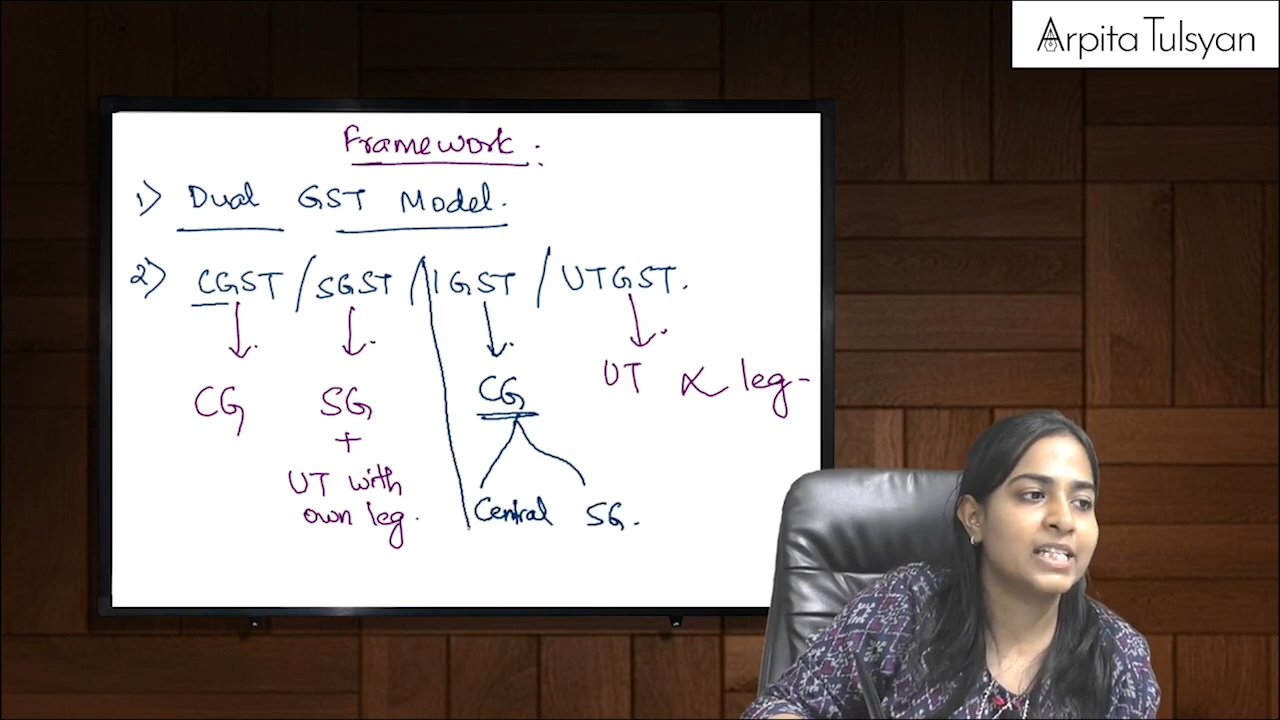 Arpita Tulsyan
Framework:
1) Dual GST Model.
2) CGST / SGST / IGST / UTGST.
CG SG CG UT leg-
+
UT with
own leg.
Central SG.